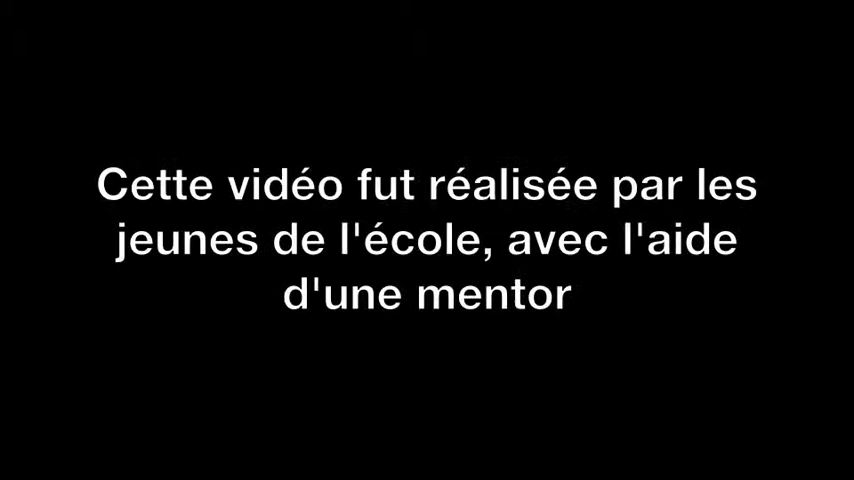 Cette vidéo fut réalisée par les
jeunes de l'école, avec l'aide
d'une mentor